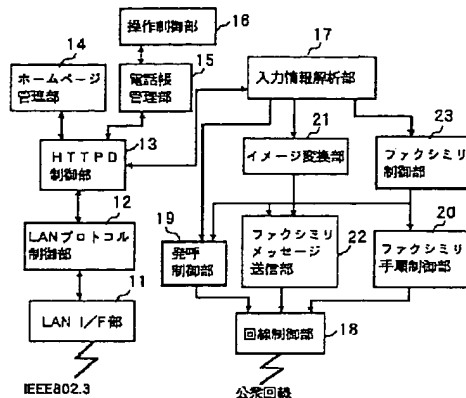 操作制御部
16
14
15
17
ホームページ
管理部
電話帳
管理部
入力情報解析部
13
21
23
HTTPD
制御部
イメージ変換部
ファクシミリ
制御部
12
19
20
LANプロトコル
制御部
発呼
制御部
ファクシミリ
メッセージ
送信部
22
ファクシミリ
手順制御部
11
LAN I/F部
回線制御部
18
IEEE802.3
公衆回線